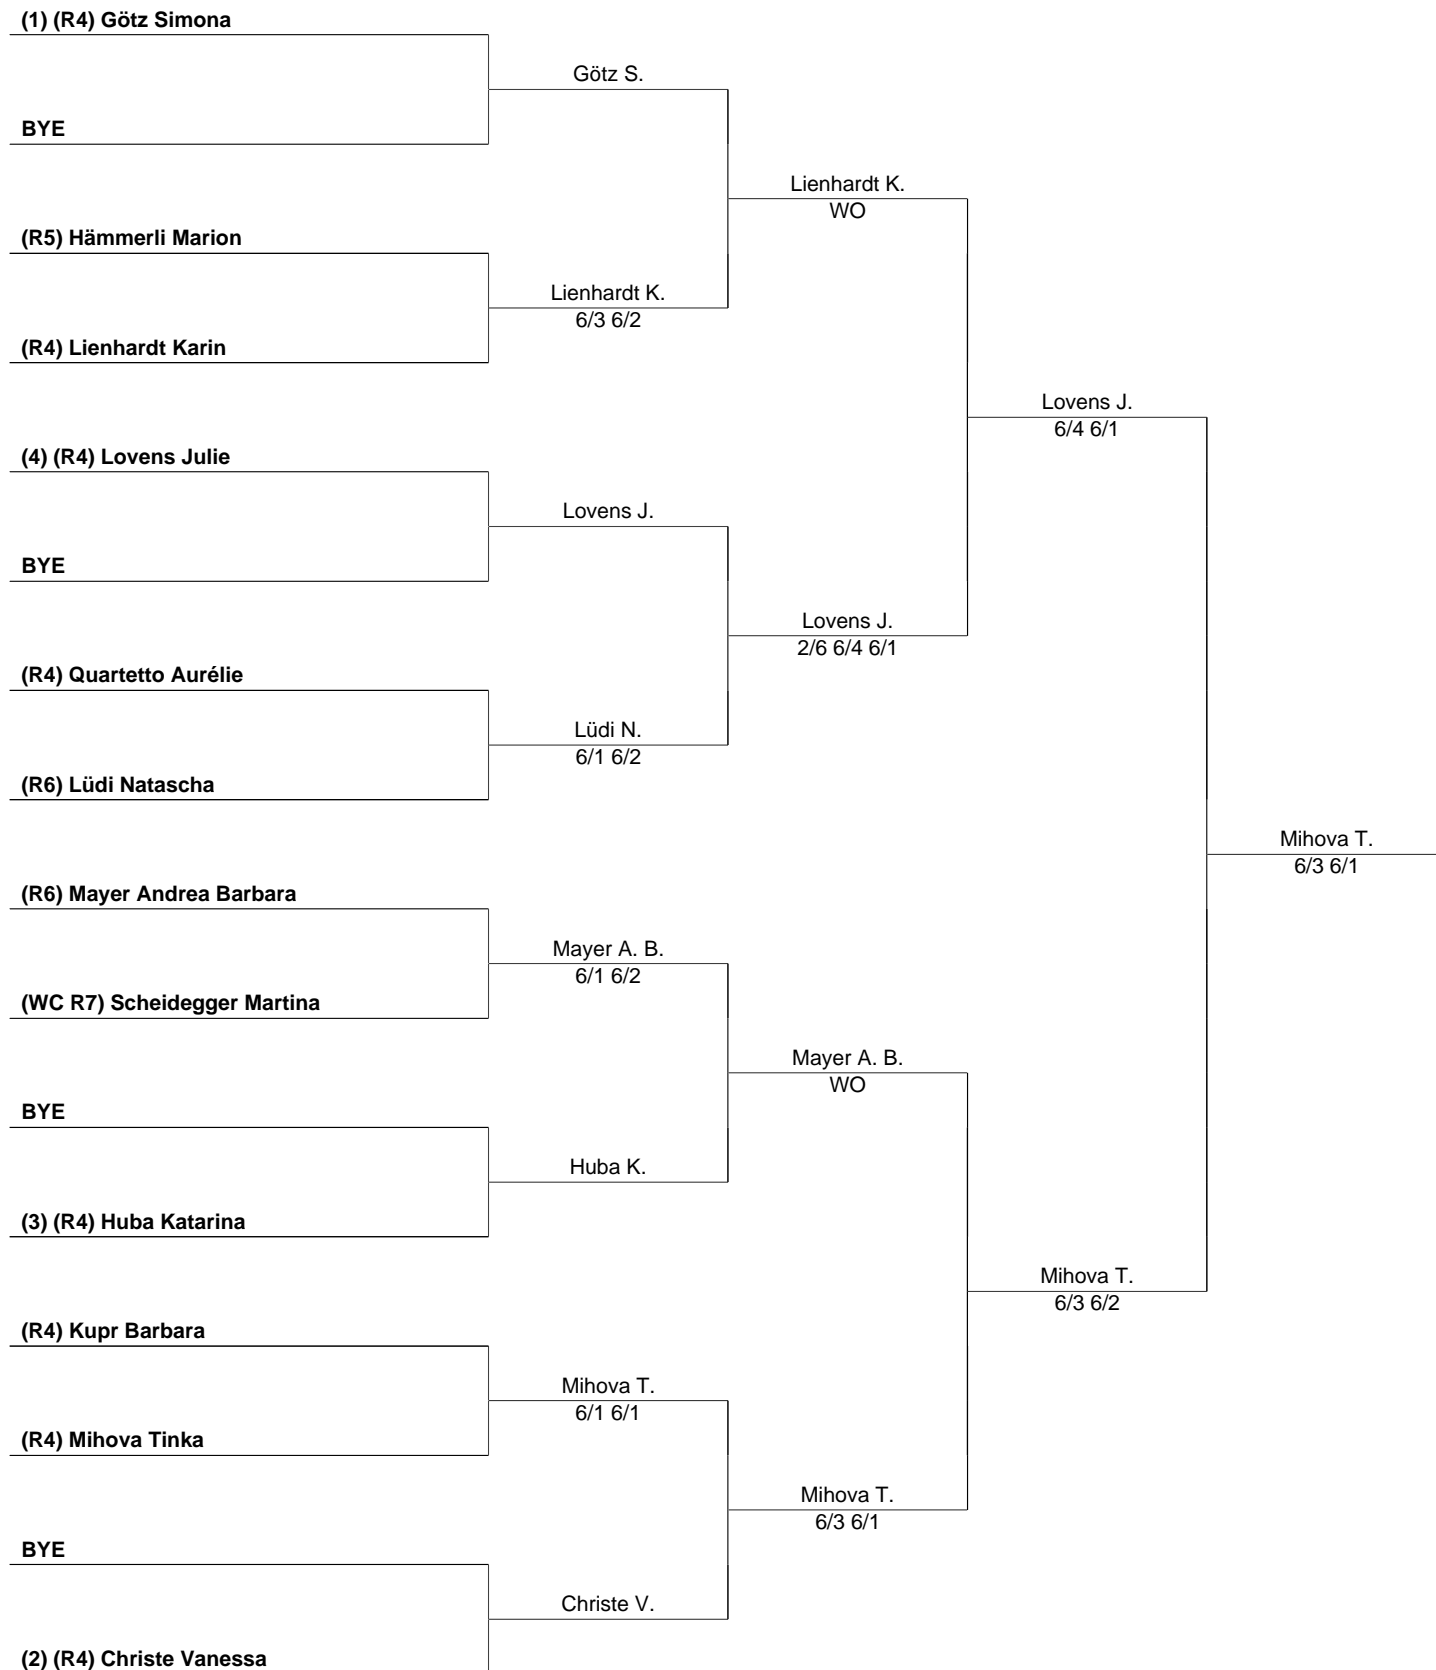 (1) (R4) Götz Simona
Götz S.
BYE
Lienhardt K.
WO
(R5) Hämmerli Marion
Lienhardt K.
6/3 6/2
(R4) Lienhardt Karin
Lovens J.
6/4 6/1
(4) (R4) Lovens Julie
Lovens J.
BYE
Lovens J.
2/6 6/4 6/1
(R4) Quartetto Aurélie
Lüdi N.
6/1 6/2
(R6) Lüdi Natascha
Mihova T.
6/3 6/1
(R6) Mayer Andrea Barbara
Mayer A. B.
6/1 6/2
(WC R7) Scheidegger Martina
Mayer A. B.
WO
BYE
Huba K.
(3) (R4) Huba Katarina
Mihova T.
6/3 6/2
(R4) Kupr Barbara
Mihova T.
6/1 6/1
(R4) Mihova Tinka
Mihova T.
6/3 6/1
BYE
Christe V.
(2) (R4) Christe Vanessa